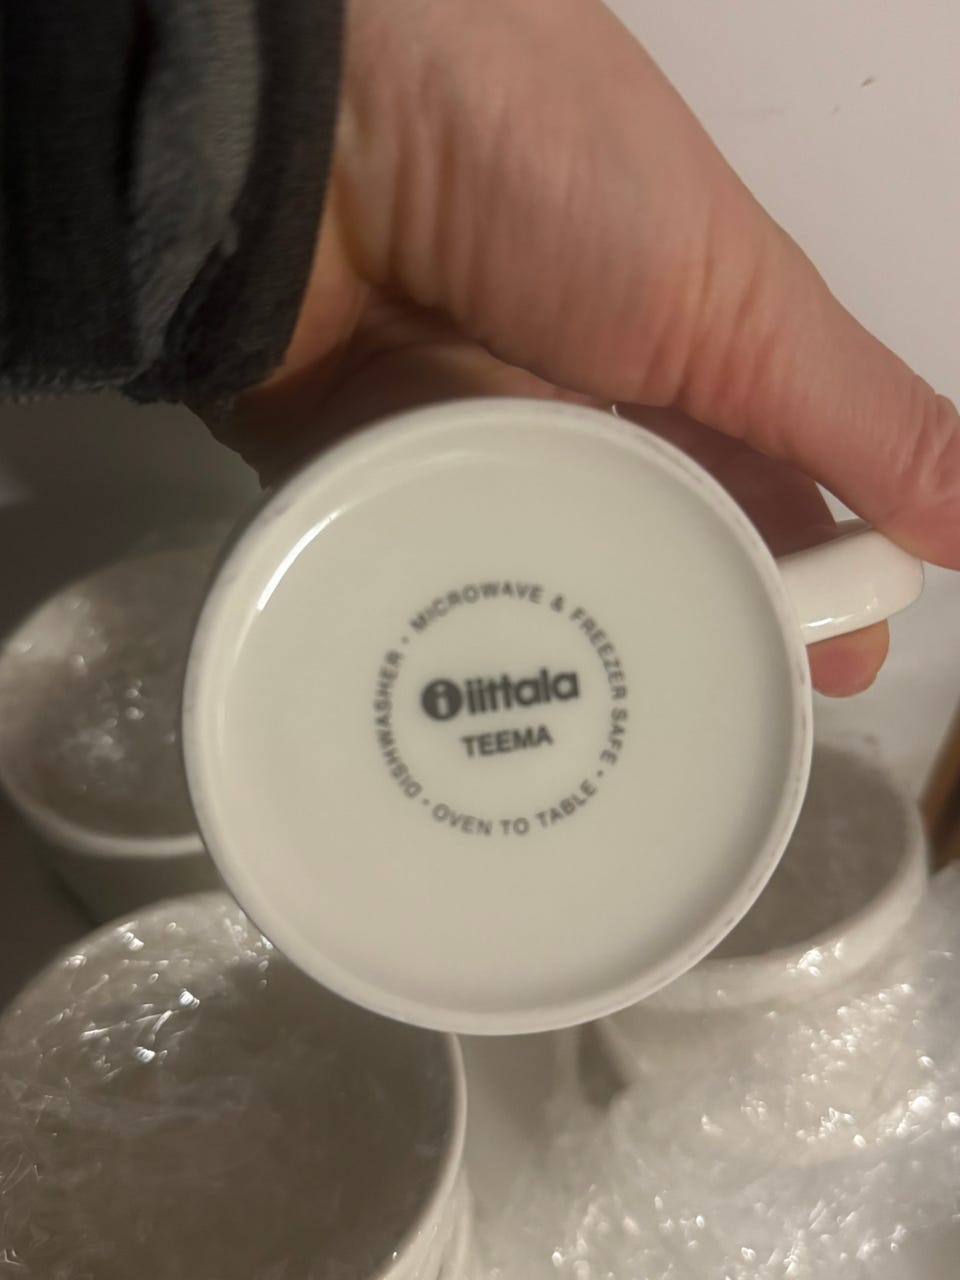 iittala
TEEMA
DISHWASHER • MICROWAVE & FREEZER SAFE • OVEN TO TABLE •